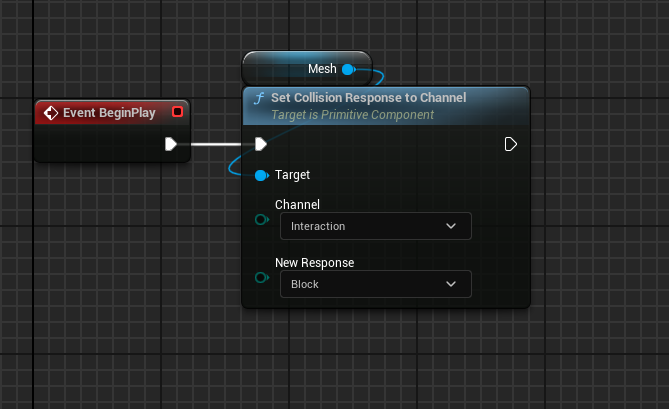 Mesh
Event BeginPlay
f Set Collision Response to Channel
Target is Primitive Component
Target
Channel
Interaction
New Response
Block